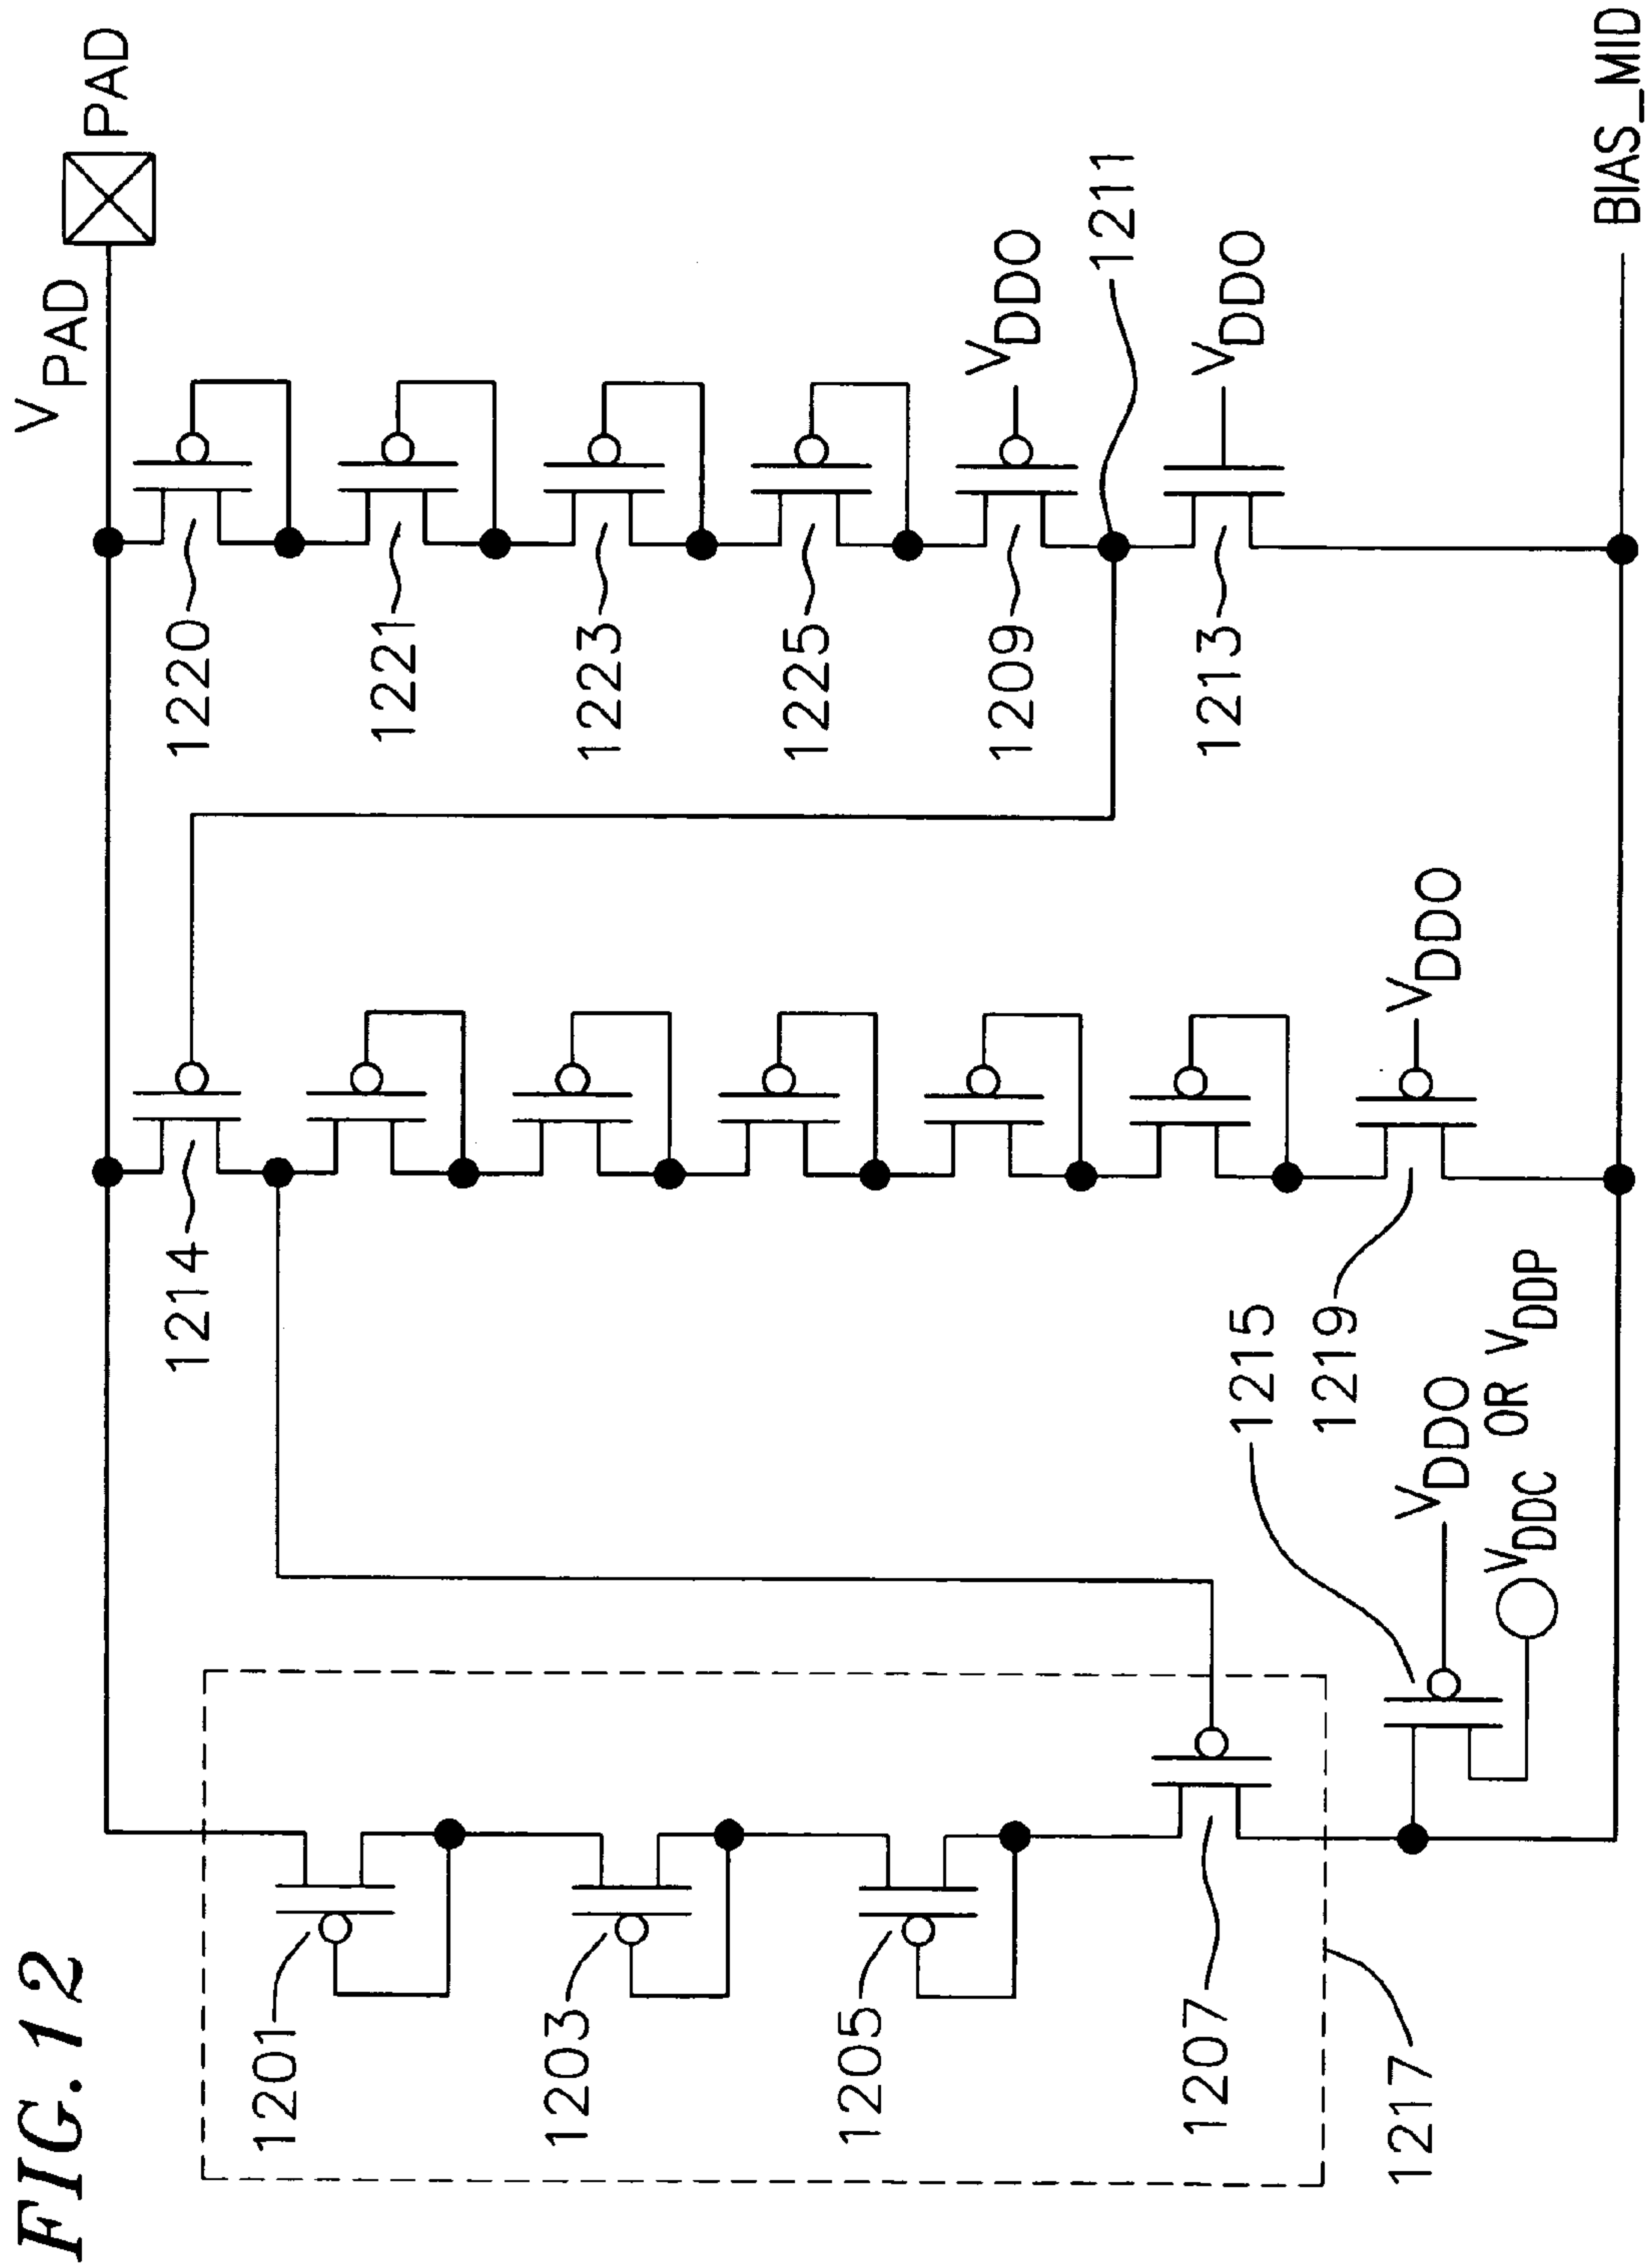 FIG. 12
V_PAD
PAD
1201
1203
1205
1207
1217
1214
1215
1219
V_DDO
V_DDC OR V_DDP
V_DDO
1220
1221
1223
1225
1209
1213
V_DDO
1211
V_DDO
BIAS_MID